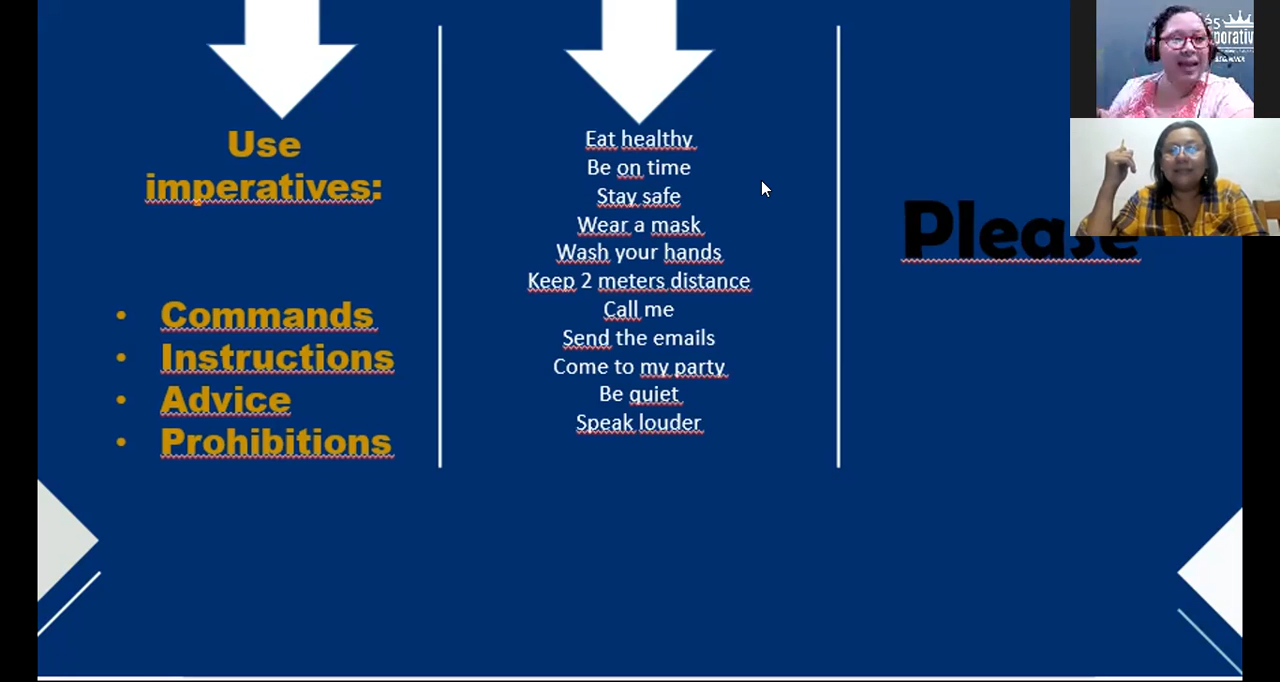 Use
imperatives:
• Commands
• Instructions
• Advice
• Prohibitions
Eat healthy
Be on time
Stay safe
Wear a mask
Wash your hands
Keep 2 meters distance
Call me
Send the emails
Come to my party
Be quiet
Speak louder
Please